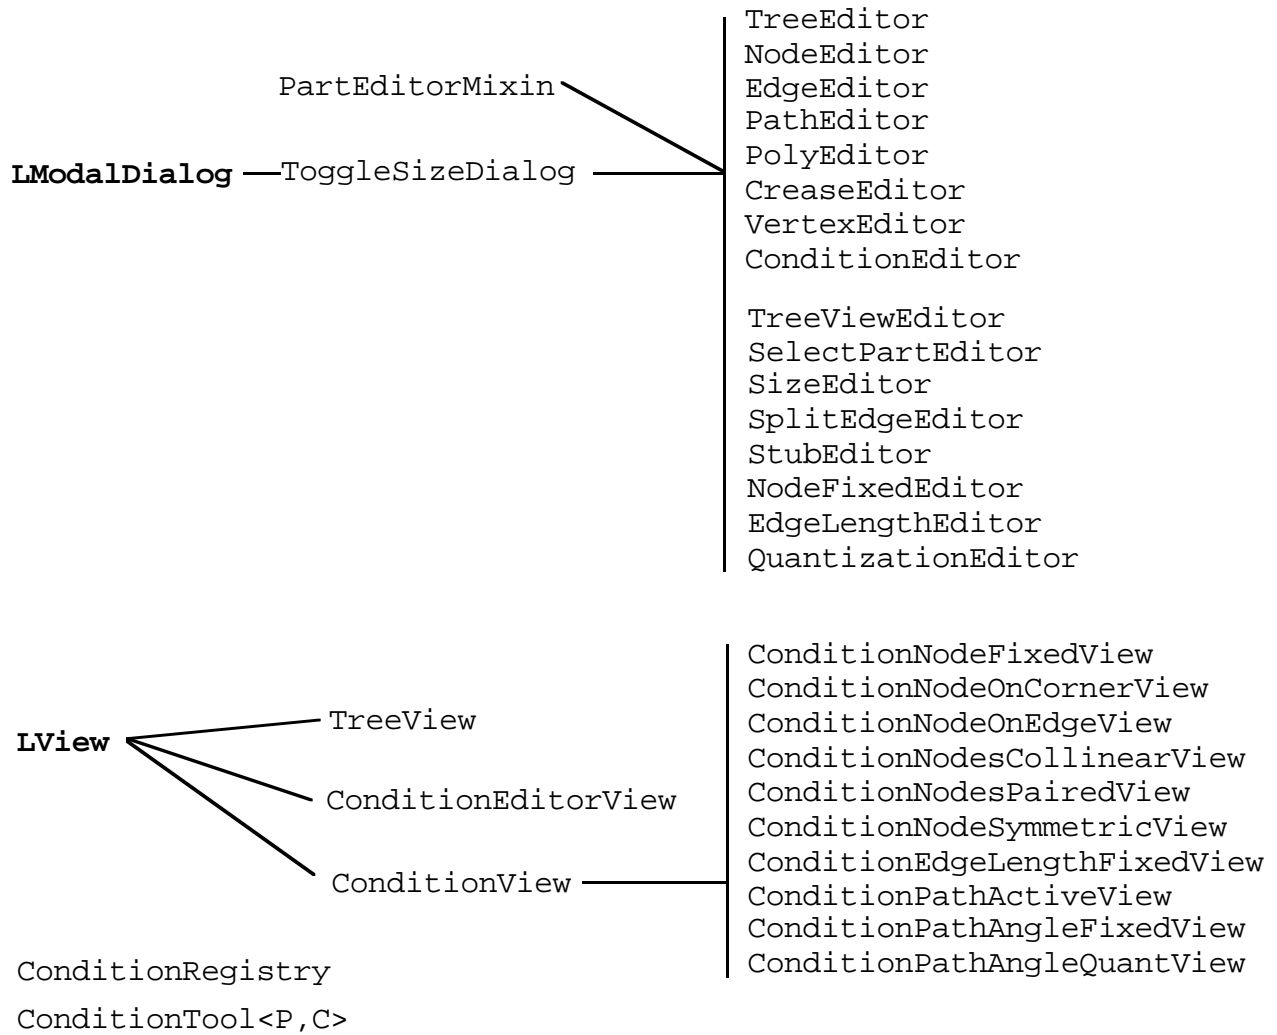 TreeEditor
NodeEditor
EdgeEditor
PathEditor
PolyEditor
CreaseEditor
VertexEditor
ConditionEditor
PartEditorMixin
LModalDialog
ToggleSizeDialog
TreeViewEditor
SelectPartEditor
SizeEditor
SplitEdgeEditor
StubEditor
NodeFixedEditor
EdgeLengthEditor
QuantizationEditor
LView
TreeView
ConditionEditorView
ConditionView
ConditionNodeFixedView
ConditionNodeOnCornerView
ConditionNodeOnEdgeView
ConditionNodesCollinearView
ConditionNodesPairedView
ConditionNodeSymmetricView
ConditionEdgeLengthFixedView
ConditionPathActiveView
ConditionPathAngleFixedView
ConditionPathAngleQuantView
ConditionRegistry
ConditionTool<P,C>